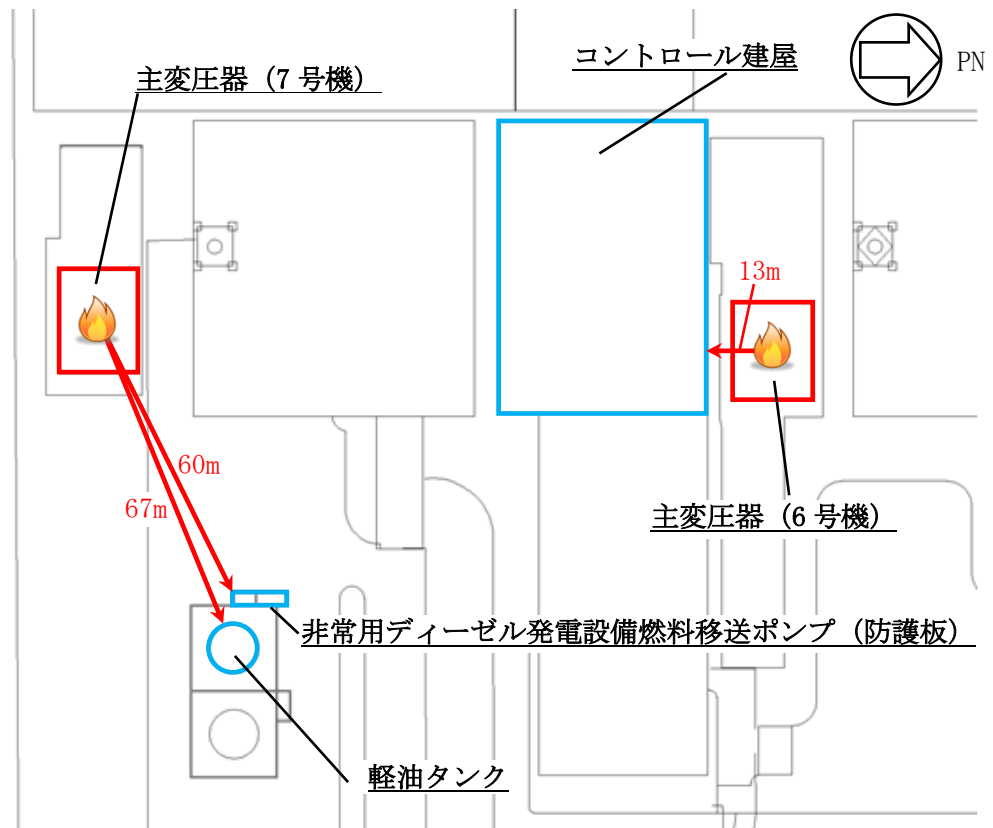 コントロール建屋
PN
主変圧器（7 号機）
13m
60m
67m
主変圧器（6 号機）
非常用ディーゼル発電設備燃料移送ポンプ（防護板）
軽油タンク